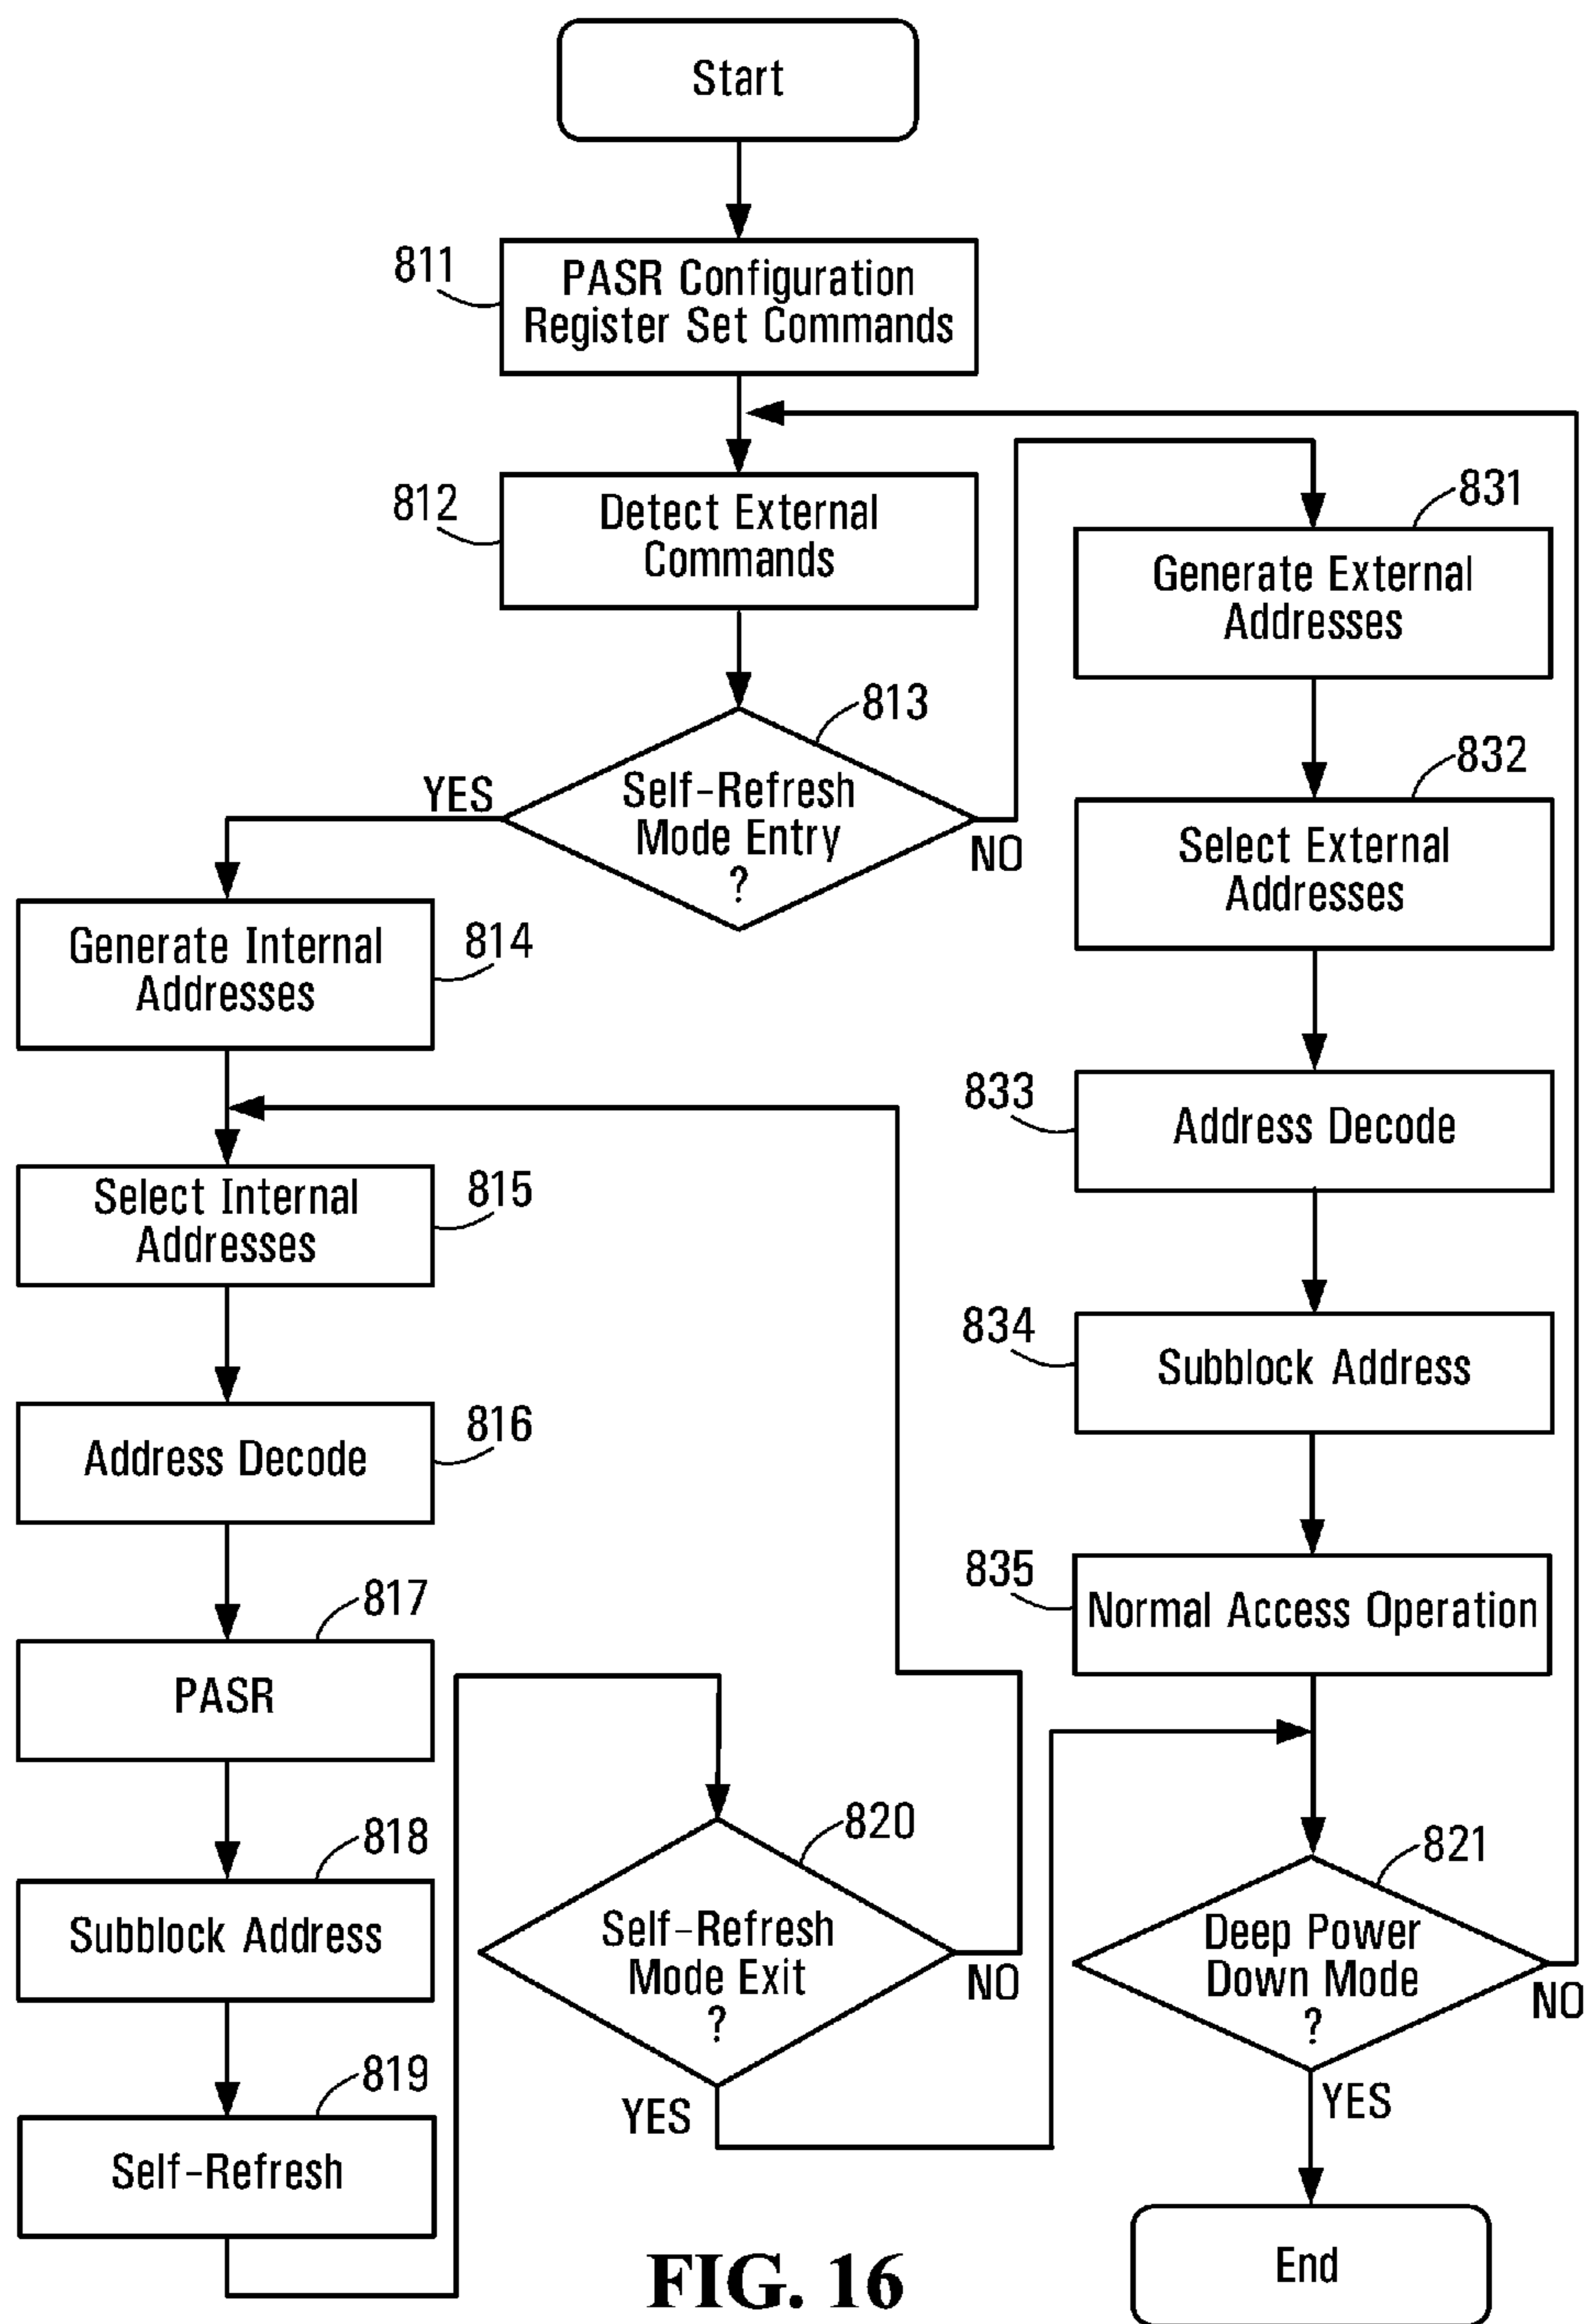 Start
811
PASR Configuration
Register Set Commands
812
Detect External
Commands
813
Self-Refresh
Mode Entry
?
YES
NO
814
Generate Internal
Addresses
815
Select Internal
Addresses
816
Address Decode
817
PASR
818
Subblock Address
819
Self-Refresh
820
Self-Refresh
Mode Exit
?
NO
YES
831
Generate External
Addresses
832
Select External
Addresses
833
Address Decode
834
Subblock Address
835
Normal Access Operation
821
Deep Power
Down Mode
?
NO
YES
End
FIG. 16